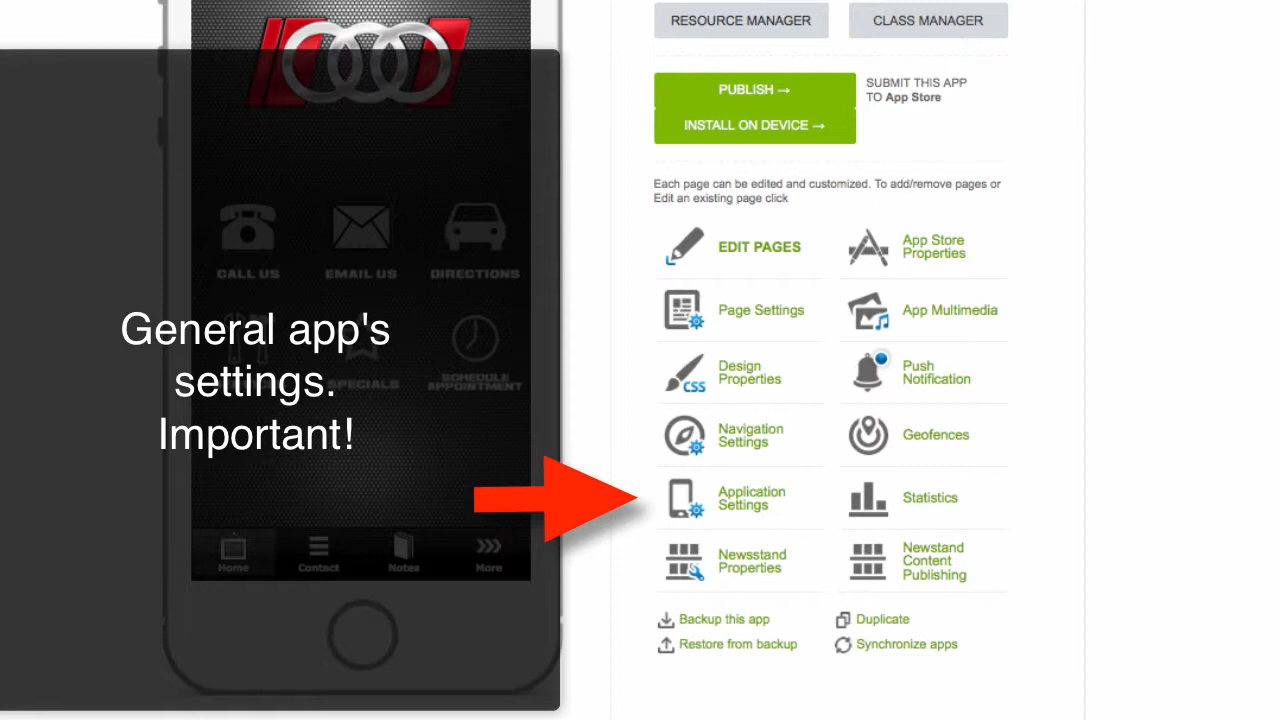 RESOURCE MANAGER
CLASS MANAGER
PUBLISH →
SUBMIT THIS APP
TO App Store
INSTALL ON DEVICE →
Each page can be edited and customized. To add/remove pages or
Edit an existing page click
EDIT PAGES
App Store
Properties
Page Settings
App Multimedia
CSS
Design
Properties
Push
Notification
Navigation
Settings
Geofences
Application
Settings
Statistics
Newsstand
Properties
Newstand
Content
Publishing
Backup this app
Duplicate
Restore from backup
Synchronize apps
CALL US
EMAIL US
DIRECTIONS
General app's
settings.
Important!
SPECIALS
SCHEDULE
APPOINTMENT
Home
Contact
Notes
More